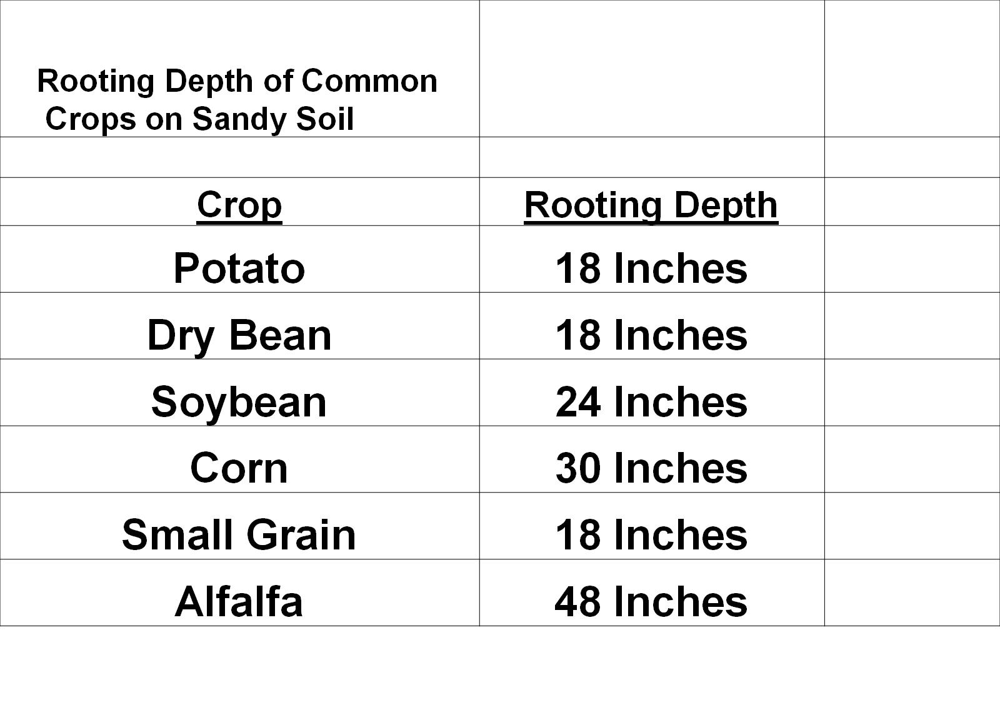 Rooting Depth of Common
Crops on Sandy Soil
Crop Rooting Depth
Potato 18 Inches
Dry Bean 18 Inches
Soybean 24 Inches
Corn 30 Inches
Small Grain 18 Inches
Alfalfa 48 Inches